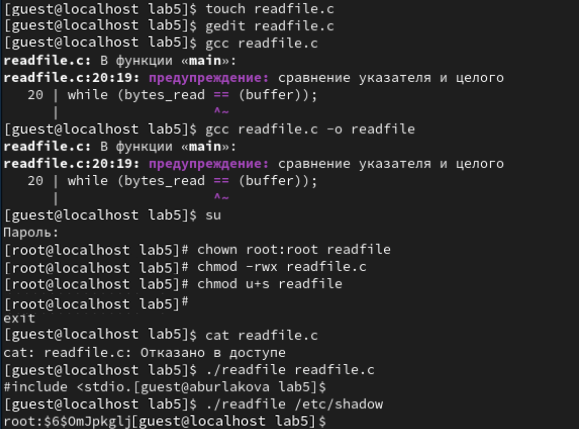 [guest@localhost lab5]$ touch readfile.c
[guest@localhost lab5]$ gedit readfile.c
[guest@localhost lab5]$ gcc readfile.c
readfile.c: В функции «main»:
readfile.c:20:19: предупреждение: сравнение указателя и целого
20 | while (bytes_read == (buffer));
| ^~
[guest@localhost lab5]$ gcc readfile.c -o readfile
readfile.c: В функции «main»:
readfile.c:20:19: предупреждение: сравнение указателя и целого
20 | while (bytes_read == (buffer));
| ^~
[guest@localhost lab5]$ su
Пароль:
[root@localhost lab5]# chown root:root readfile
[root@localhost lab5]# chmod -rwx readfile.c
[root@localhost lab5]# chmod u+s readfile
[root@localhost lab5]#
exit
[guest@localhost lab5]$ cat readfile.c
cat: readfile.c: Отказано в доступе
[guest@localhost lab5]$ ./readfile readfile.c
#include <stdio.[guest@aburlakova lab5]$
[guest@localhost lab5]$ ./readfile /etc/shadow
root:$6$OmJpkglj[guest@localhost lab5]$